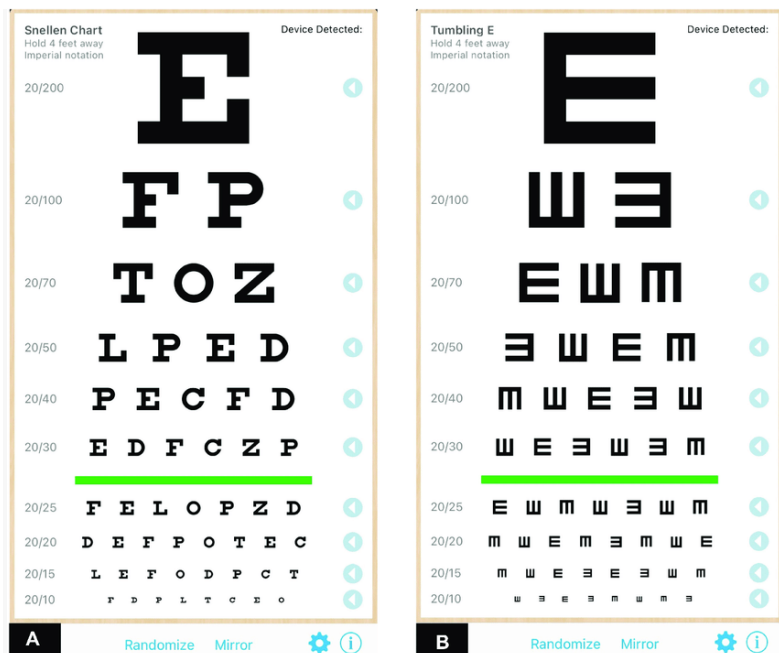 Snellen Chart Device Detected:
Hold 4 feet away
Imperial notation
20/200 E
20/100 F P
20/70 T O Z
20/50 L P E D
20/40 P E C F D
20/30 E D F C Z P
20/25 F E L O P Z D
20/20 D E F P O T E C
20/15 L E F O D P C T
20/10 F D P L T C E O
A Randomize Mirror i
Tumbling E Device Detected:
Hold 4 feet away
Imperial notation
20/200 E
20/100 Ш Ǝ
20/70 E Ш m
20/50 Ǝ Ш E m
20/40 m Ш E Ǝ Ш
20/30 Ш E Ǝ Ш Ǝ m
20/25 E Ш m Ш Ǝ Ш m
20/20 m Ш E m Ǝ m Ш E
20/15 m Ш E Ǝ E Ǝ Ш m
20/10 Ш Ǝ E Ǝ m Ш m Ǝ
B Randomize Mirror i